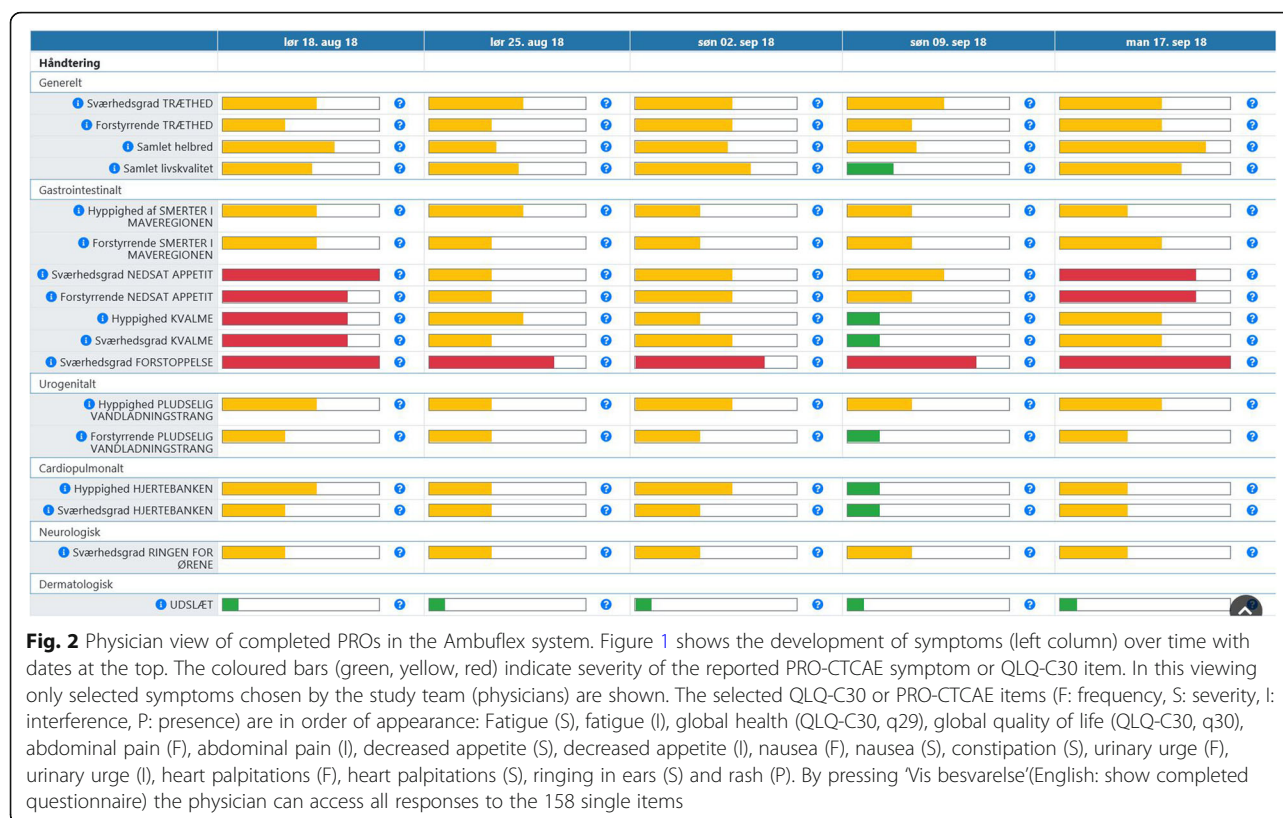 lør 18. aug 18 lør 25. aug 18 søn 02. sep 18 søn 09. sep 18 man 17. sep 18
Håndtering
Generelt
Sværhedsgrad TRÆTHED
Forstyrrende TRÆTHED
Samlet helbred
Samlet livskvalitet
Gastrointestinalt
Hyppighed af SMERTER I
MAVEREGIONEN
Forstyrrende SMERTER I
MAVEREGIONEN
Sværhedsgrad NEDSAT APPETIT
Forstyrrende NEDSAT APPETIT
Hyppighed KVALME
Sværhedsgrad KVALME
Sværhedsgrad FORSTOPPELSE
Urogenitalt
Hyppighed PLUDSELIG
VANDLADNINGSTRANG
Forstyrrende PLUDSELIG
VANDLADNINGSTRANG
Cardiopulmonalt
Hyppighed HJERTEBANKEN
Sværhedsgrad HJERTEBANKEN
Neurologisk
Sværhedsgrad RINGEN FOR
ØRENE
Dermatologisk
UDSLÆT
Fig. 2 Physician view of completed PROs in the Ambuflex system. Figure 1 shows the development of symptoms (left column) over time with
dates at the top. The coloured bars (green, yellow, red) indicate severity of the reported PRO-CTCAE symptom or QLQ-C30 item. In this viewing
only selected symptoms chosen by the study team (physicians) are shown. The selected QLQ-C30 or PRO-CTCAE items (F: frequency, S: severity, I:
interference, P: presence) are in order of appearance: Fatigue (S), fatigue (I), global health (QLQ-C30, q29), global quality of life (QLQ-C30, q30),
abdominal pain (F), abdominal pain (I), decreased appetite (S), decreased appetite (I), nausea (F), nausea (S), constipation (S), urinary urge (F),
urinary urge (I), heart palpitations (F), heart palpitations (S), ringing in ears (S) and rash (P). By pressing ‘Vis besvarelse’(English: show completed
questionnaire) the physician can access all responses to the 158 single items